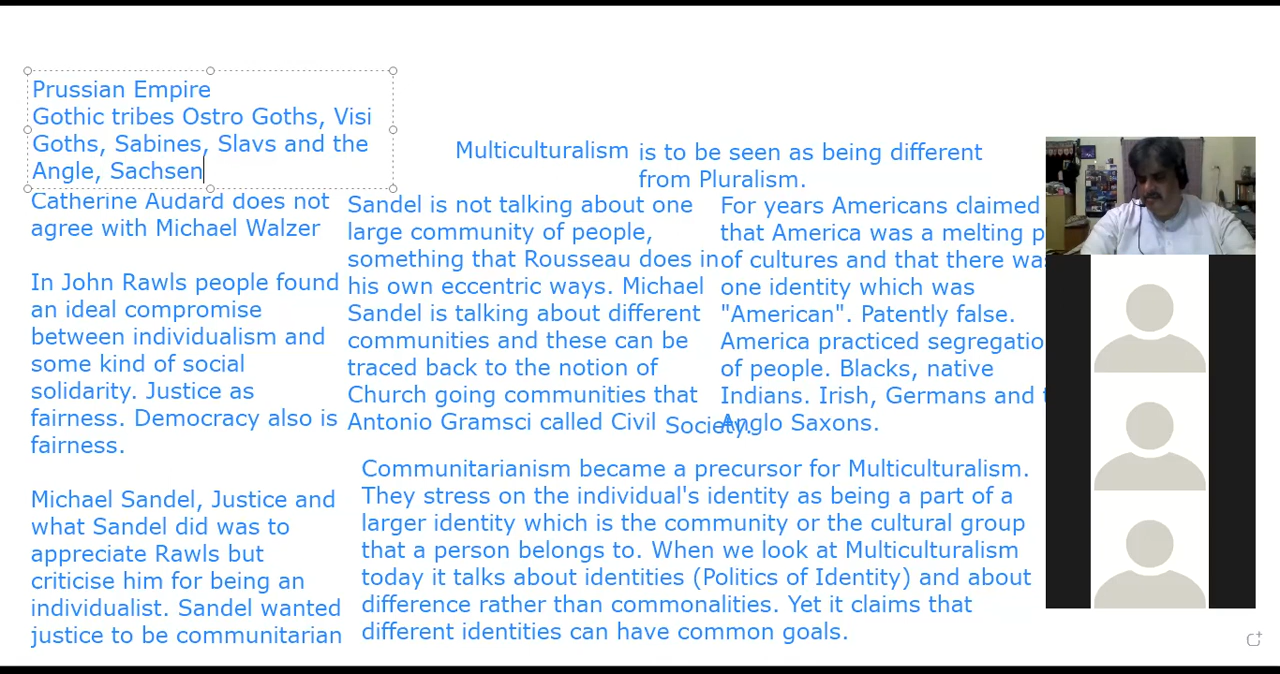 Prussian Empire
Gothic tribes Ostro Goths, Visi
Goths, Sabines, Slavs and the
Angle, Sachsen
Catherine Audard does not
agree with Michael Walzer
In John Rawls people found
an ideal compromise
between individualism and
some kind of social
solidarity. Justice as
fairness. Democracy also is
fairness.
Michael Sandel, Justice and
what Sandel did was to
appreciate Rawls but
criticise him for being an
individualist. Sandel wanted
justice to be communitarian
Multiculturalism is to be seen as being different
from Pluralism.
Sandel is not talking about one
large community of people,
something that Rousseau does in
his own eccentric ways. Michael
Sandel is talking about different
communities and these can be
traced back to the notion of
Church going communities that
Antonio Gramsci called Civil Society.
For years Americans claimed
that America was a melting p
of cultures and that there was
one identity which was
"American". Patently false.
America practiced segregatio
of people. Blacks, native
Indians. Irish, Germans and t
Anglo Saxons.
Communitarianism became a precursor for Multiculturalism.
They stress on the individual's identity as being a part of a
larger identity which is the community or the cultural group
that a person belongs to. When we look at Multiculturalism
today it talks about identities (Politics of Identity) and about
difference rather than commonalities. Yet it claims that
different identities can have common goals.